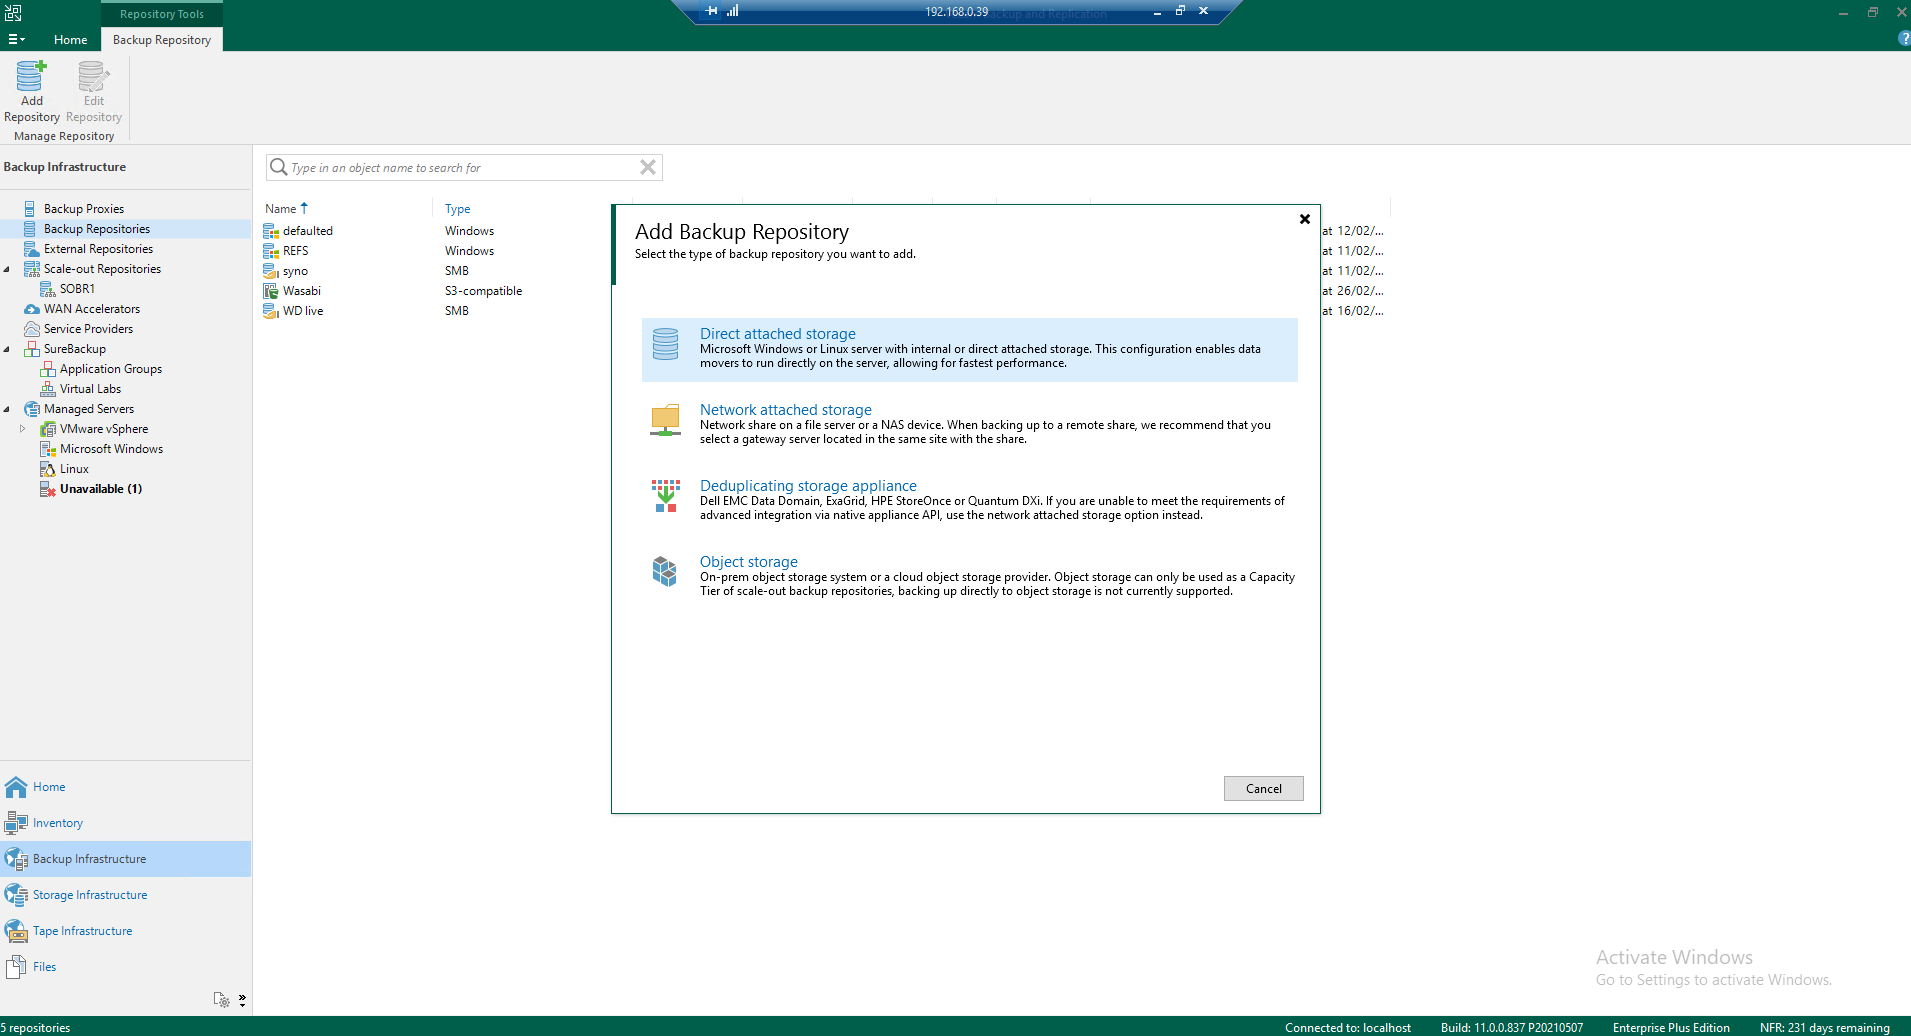 Repository Tools
192.168.0.39
ackup and Replication
Home
Backup Repository
Add
Repository
Edit
Repository
Manage Repository
Backup Infrastructure
Type in an object name to search for
Backup Proxies
Backup Repositories
External Repositories
Scale-out Repositories
SOBR1
WAN Accelerators
Service Providers
SureBackup
Application Groups
Virtual Labs
Managed Servers
VMware vSphere
Microsoft Windows
Linux
Unavailable (1)
Name Type
defaulted Windows at 12/02/...
REFS Windows at 11/02/...
syno SMB at 11/02/...
Wasabi S3-compatible at 26/02/...
WD live SMB at 16/02/...
Add Backup Repository
Select the type of backup repository you want to add.
Direct attached storage
Microsoft Windows or Linux server with internal or direct attached storage. This configuration enables data
movers to run directly on the server, allowing for fastest performance.
Network attached storage
Network share on a file server or a NAS device. When backing up to a remote share, we recommend that you
select a gateway server located in the same site with the share.
Deduplicating storage appliance
Dell EMC Data Domain, ExaGrid, HPE StoreOnce or Quantum DXi. If you are unable to meet the requirements of
advanced integration via native appliance API, use the network attached storage option instead.
Object storage
On-prem object storage system or a cloud object storage provider. Object storage can only be used as a Capacity
Tier of scale-out backup repositories, backing up directly to object storage is not currently supported.
Cancel
Home
Inventory
Backup Infrastructure
Storage Infrastructure
Tape Infrastructure
Files
Activate Windows
Go to Settings to activate Windows.
5 repositories
Connected to: localhost
Build: 11.0.0.837 P20210507
Enterprise Plus Edition
NFR: 231 days remaining